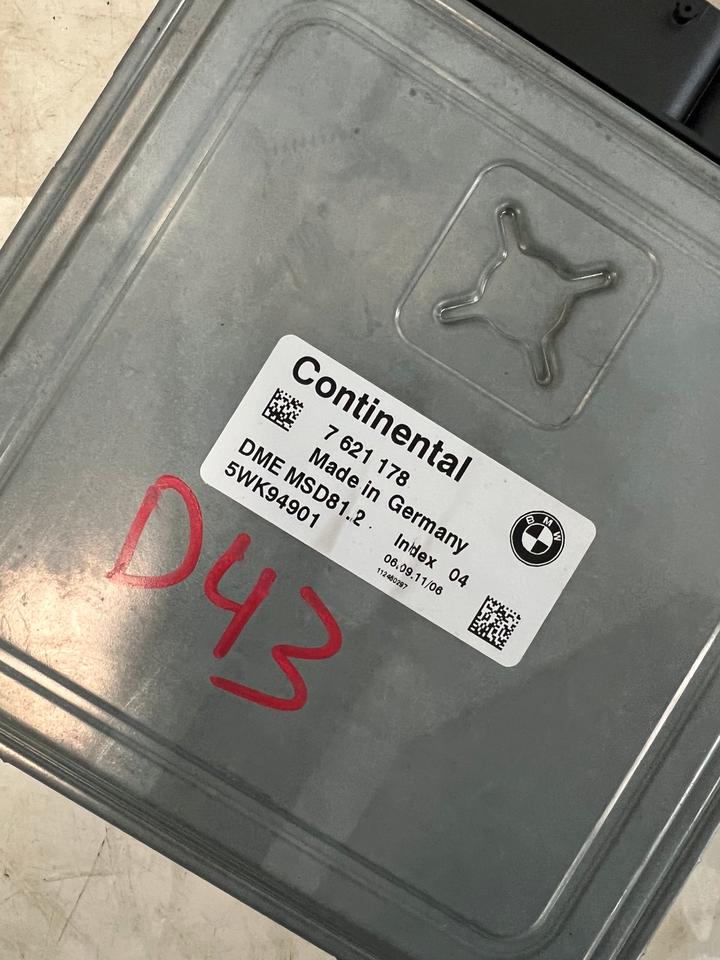 Continental
7 621 178
Made in Germany
DME MSD81.2
5WK94901
Index 04
06.09.11/06
112460297
BMW
D43